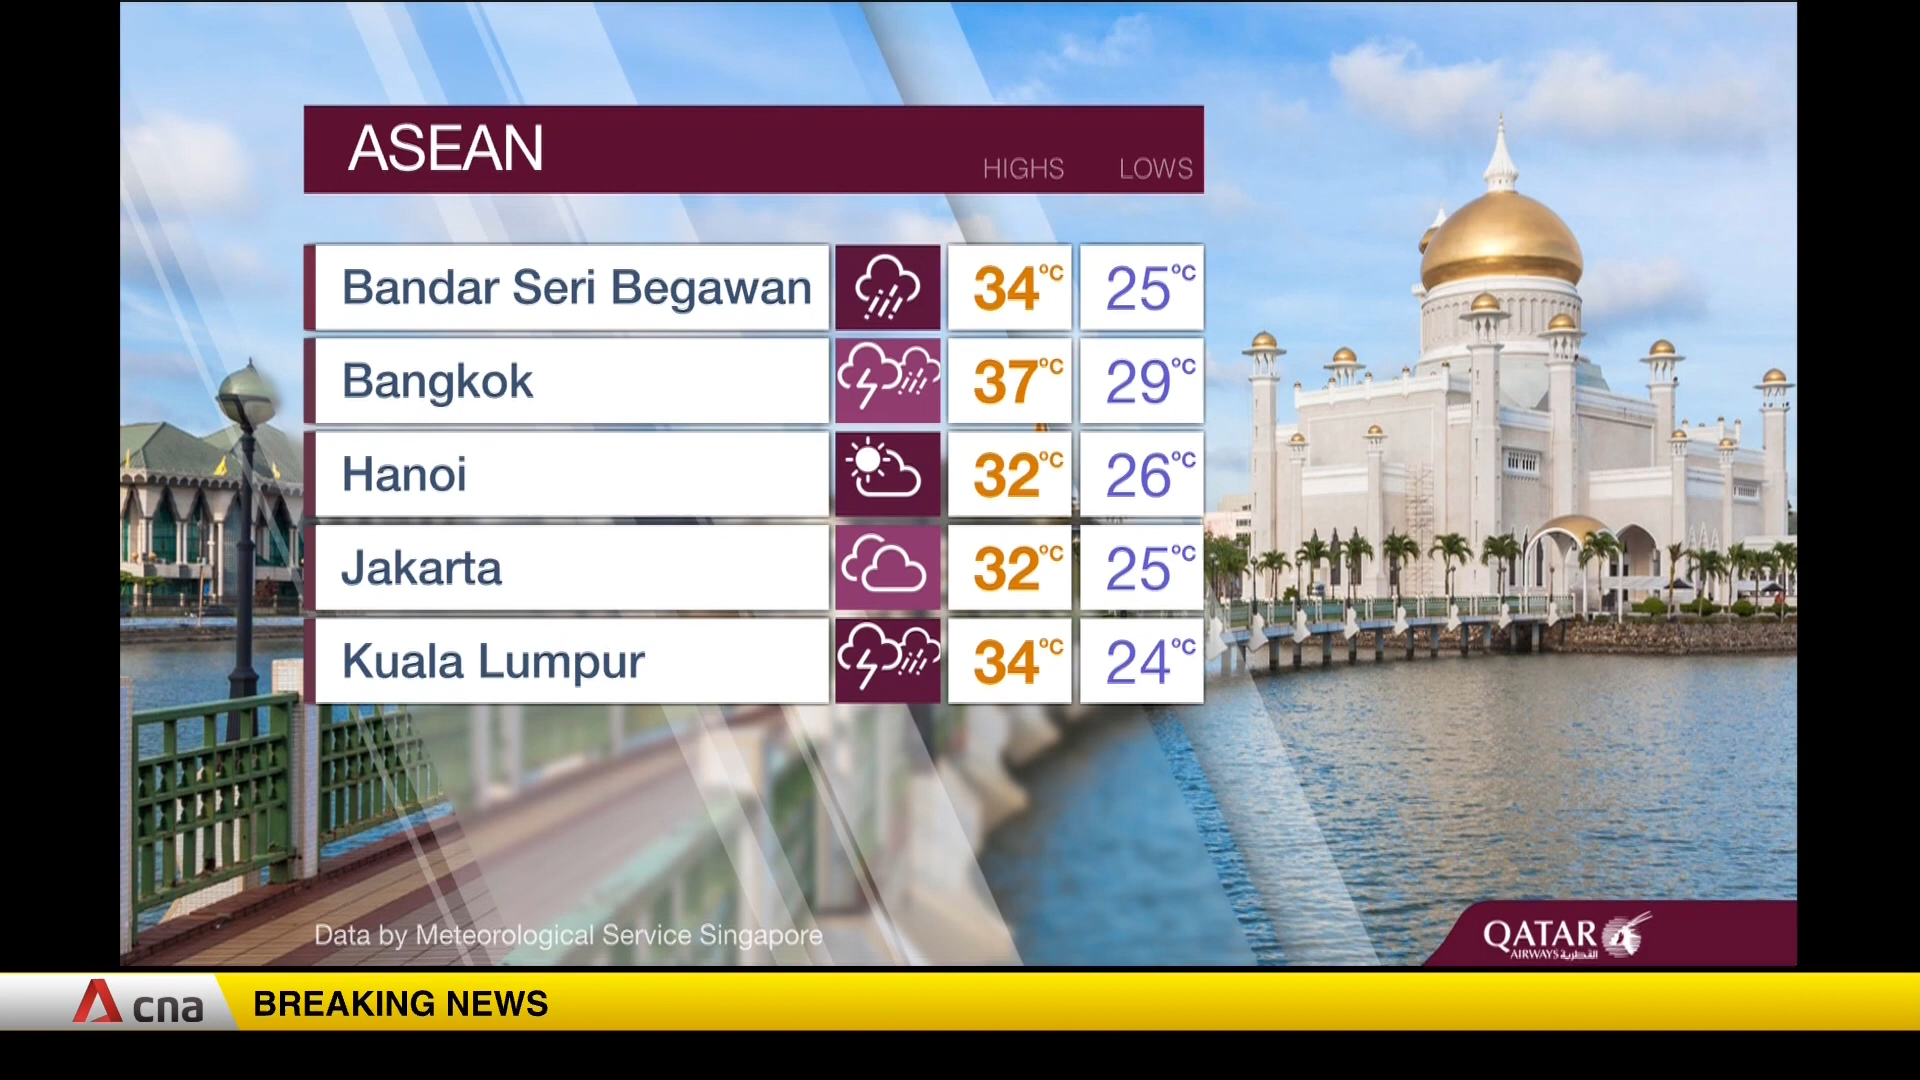 ASEAN
HIGHS LOWS
Bandar Seri Begawan 34°C 25°C
Bangkok 37°C 29°C
Hanoi 32°C 26°C
Jakarta 32°C 25°C
Kuala Lumpur 34°C 24°C
Data by Meteorological Service Singapore
QATAR
AIRWAYS القطرية
cna BREAKING NEWS